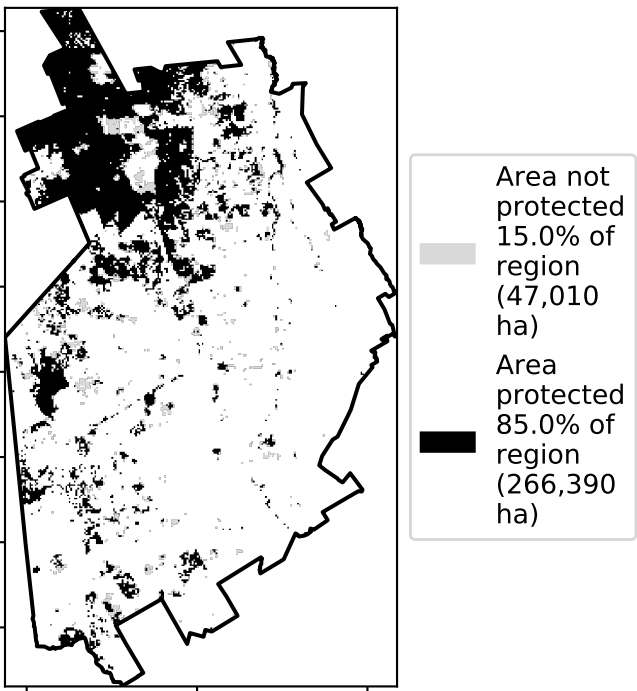 Area not
protected
15.0% of
region
(47,010
ha)
Area
protected
85.0% of
region
(266,390
ha)